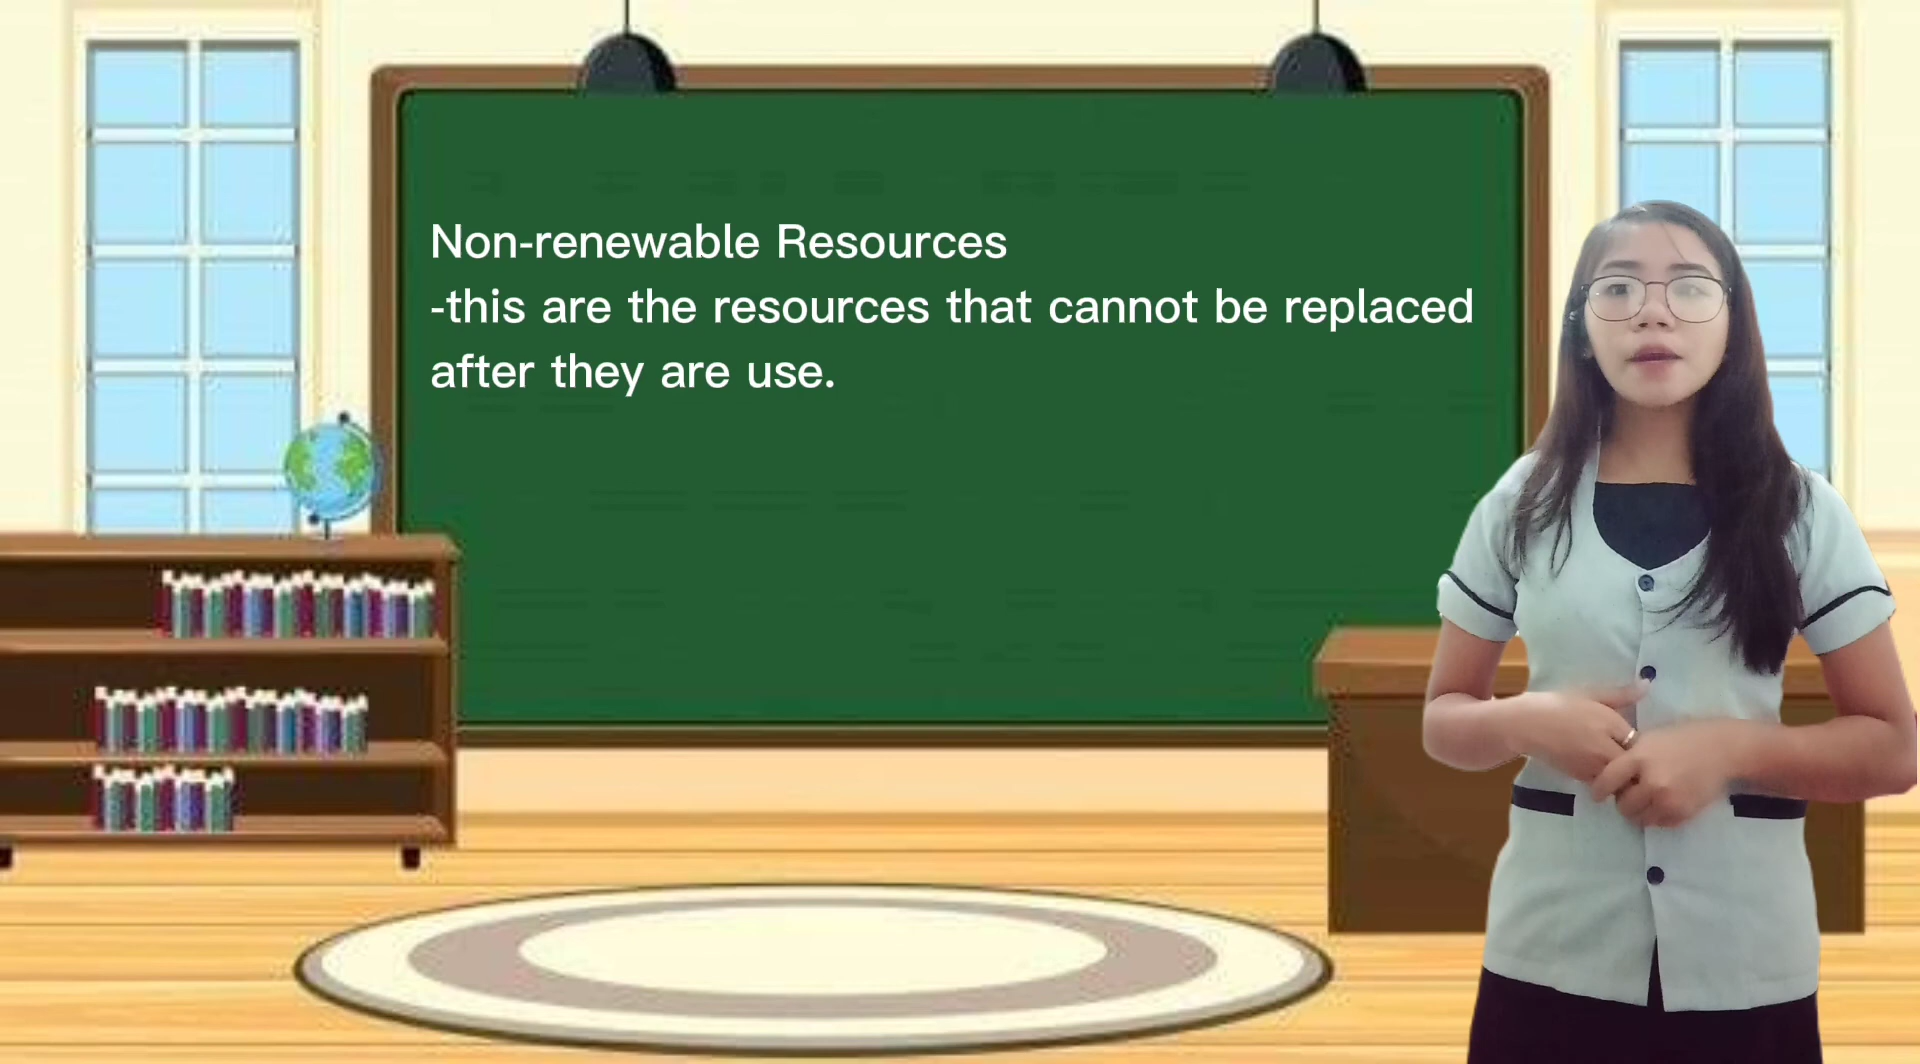 Non-renewable Resources
-this are the resources that cannot be replaced
after they are use.